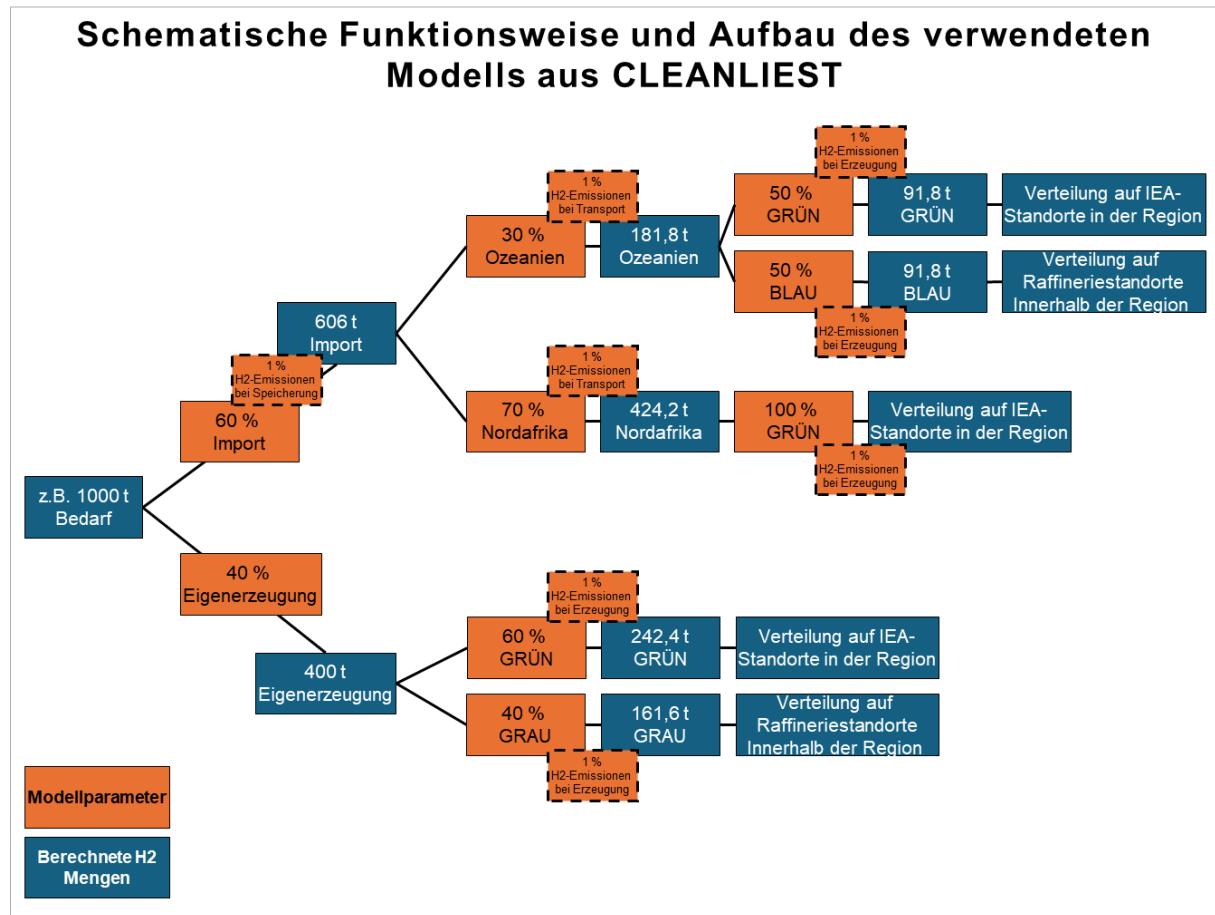 Schematische Funktionsweise und Aufbau des verwendeten
Modells aus CLEANLIEST
1 %
H2-Emissionen
bei Erzeugung
1 %
H2-Emissionen
bei Transport
50 %
GRÜN
91,8 t
GRÜN
Verteilung auf IEA-
Standorte in der Region
30 %
Ozeanien
181,8 t
Ozeanien
50 %
BLAU
91,8 t
BLAU
Verteilung auf
Raffineriestandorte
Innerhalb der Region
1 %
H2-Emissionen
bei Erzeugung
606 t
Import
1 %
H2-Emissionen
bei Speicherung
60 %
Import
1 %
H2-Emissionen
bei Transport
70 %
Nordafrika
424,2 t
Nordafrika
100 %
GRÜN
Verteilung auf IEA-
Standorte in der Region
1 %
H2-Emissionen
bei Erzeugung
z.B. 1000 t
Bedarf
40 %
Eigenerzeugung
400 t
Eigenerzeugung
1 %
H2-Emissionen
bei Erzeugung
60 %
GRÜN
242,4 t
GRÜN
Verteilung auf IEA-
Standorte in der Region
40 %
GRAU
161,6 t
GRAU
Verteilung auf
Raffineriestandorte
Innerhalb der Region
1 %
H2-Emissionen
bei Erzeugung
Modellparameter
Berechnete H2
Mengen